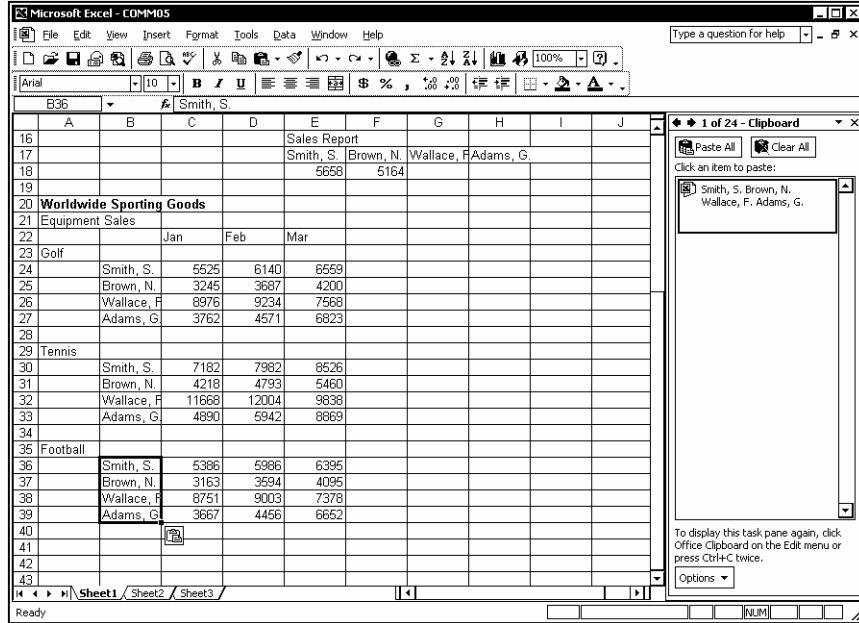 Microsoft Excel - COMM05
File Edit View Insert Format Tools Data Window Help
Type a question for help
100%
Arial 10 B I U $ % ,
B36 fx Smith, S.
A B C D E F G H I J
16 Sales Report
17 Smith, S. Brown, N. Wallace, F Adams, G.
18 5658 5164
19
20 Worldwide Sporting Goods
21 Equipment Sales
22 Jan Feb Mar
23 Golf
24 Smith, S. 5525 6140 6559
25 Brown, N. 3245 3687 4200
26 Wallace, F 8976 9234 7568
27 Adams, G. 3762 4571 6823
28
29 Tennis
30 Smith, S. 7182 7982 8526
31 Brown, N. 4218 4793 5460
32 Wallace, F 11668 12004 9838
33 Adams, G. 4890 5942 8869
34
35 Football
36 Smith, S. 5386 5986 6395
37 Brown, N. 3163 3594 4095
38 Wallace, F 8751 9003 7378
39 Adams, G 3667 4456 6652
40
41
42
43
Sheet1 Sheet2 Sheet3
Ready
NUM
1 of 24 - Clipboard
Paste All Clear All
Click an item to paste:
Smith, S. Brown, N.
Wallace, F. Adams, G.
To display this task pane again, click
Office Clipboard on the Edit menu or
press Ctrl+C twice.
Options